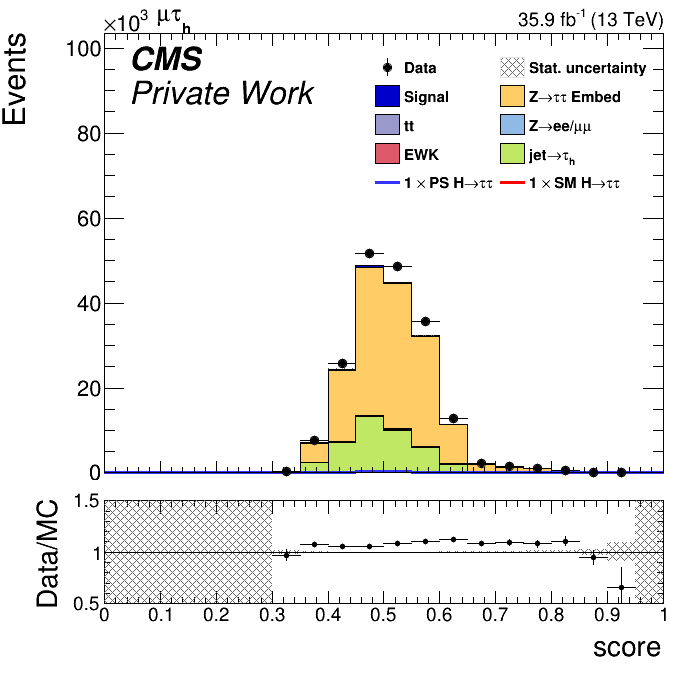 ×10³ μτ_h 35.9 fb⁻¹ (13 TeV)
CMS
Private Work
Data Stat. uncertainty
Signal Z→ττ Embed
tt Z→ee/μμ
EWK jet→τ_h
1 × PS H→ττ 1 × SM H→ττ
Events
100
80
60
40
20
0
Data/MC
1.5
1
0.5
0 0.1 0.2 0.3 0.4 0.5 0.6 0.7 0.8 0.9 1
score